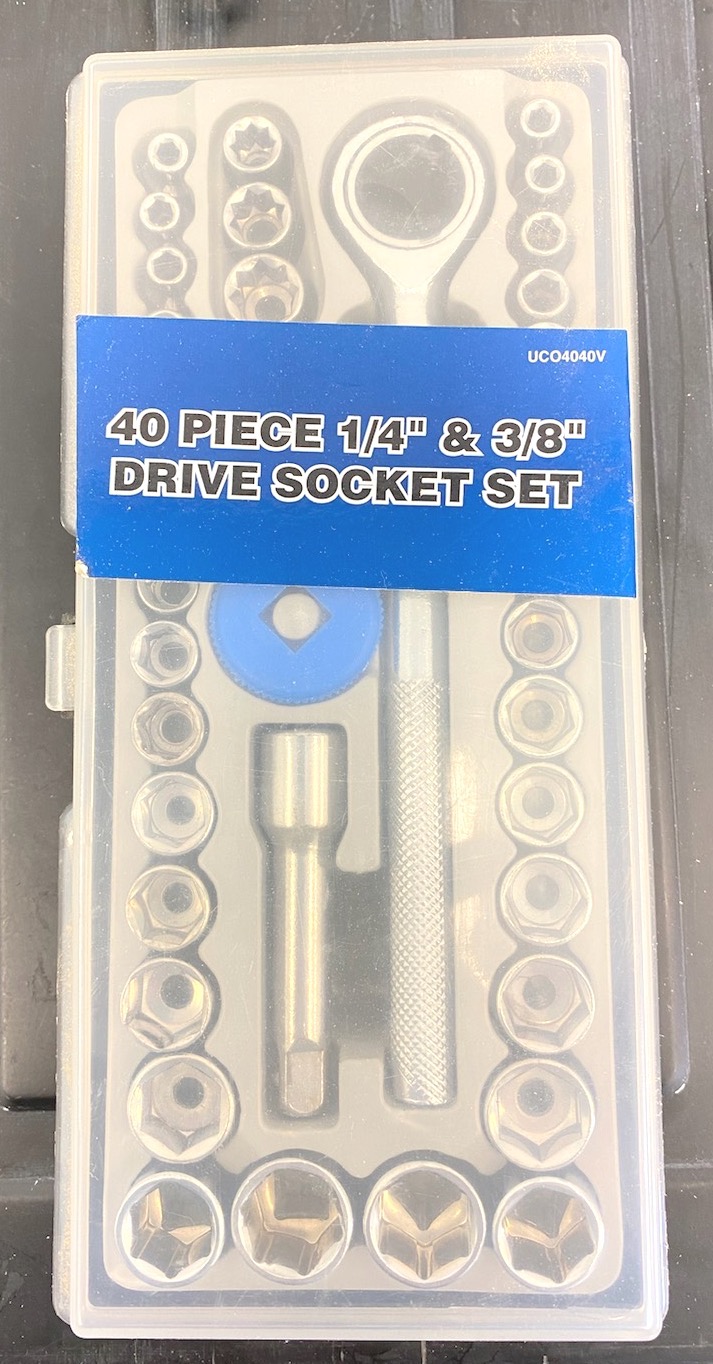 UCO4040V
40 PIECE 1/4" & 3/8"
DRIVE SOCKET SET